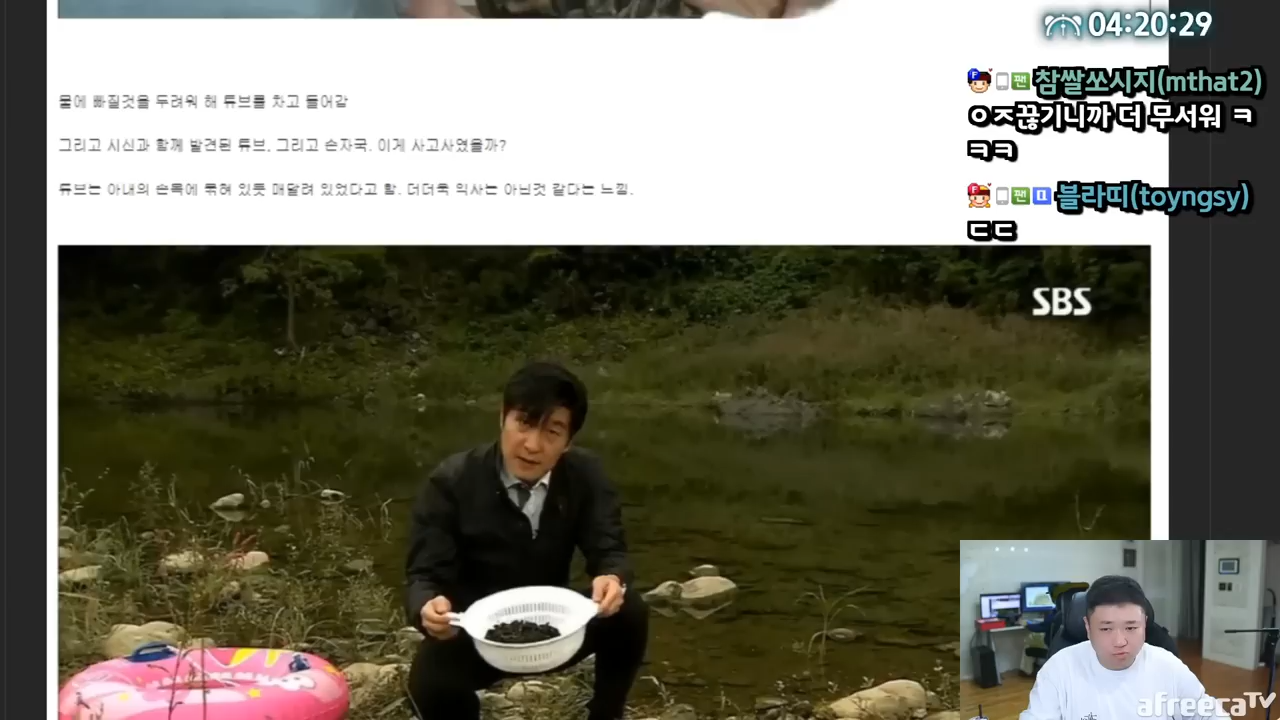 04:20:29
물에 빠질것을 두려워 해 튜브를 차고 들어감
그리고 시신과 함께 발견된 튜브, 그리고 손자국. 이게 사고사였을까?
튜브는 아내의 손목에 묶여 있듯 매달려 있었다고 함. 더더욱 익사는 아닌것 같다는 느낌.
팬 참쌀쏘시지(mthat2)
ㅇㅈ끊기니까 더 무서워 ㅋ
ㅋㅋ
팬 블라띠(toyngsy)
ㄷㄷ
SBS
afreecaTV